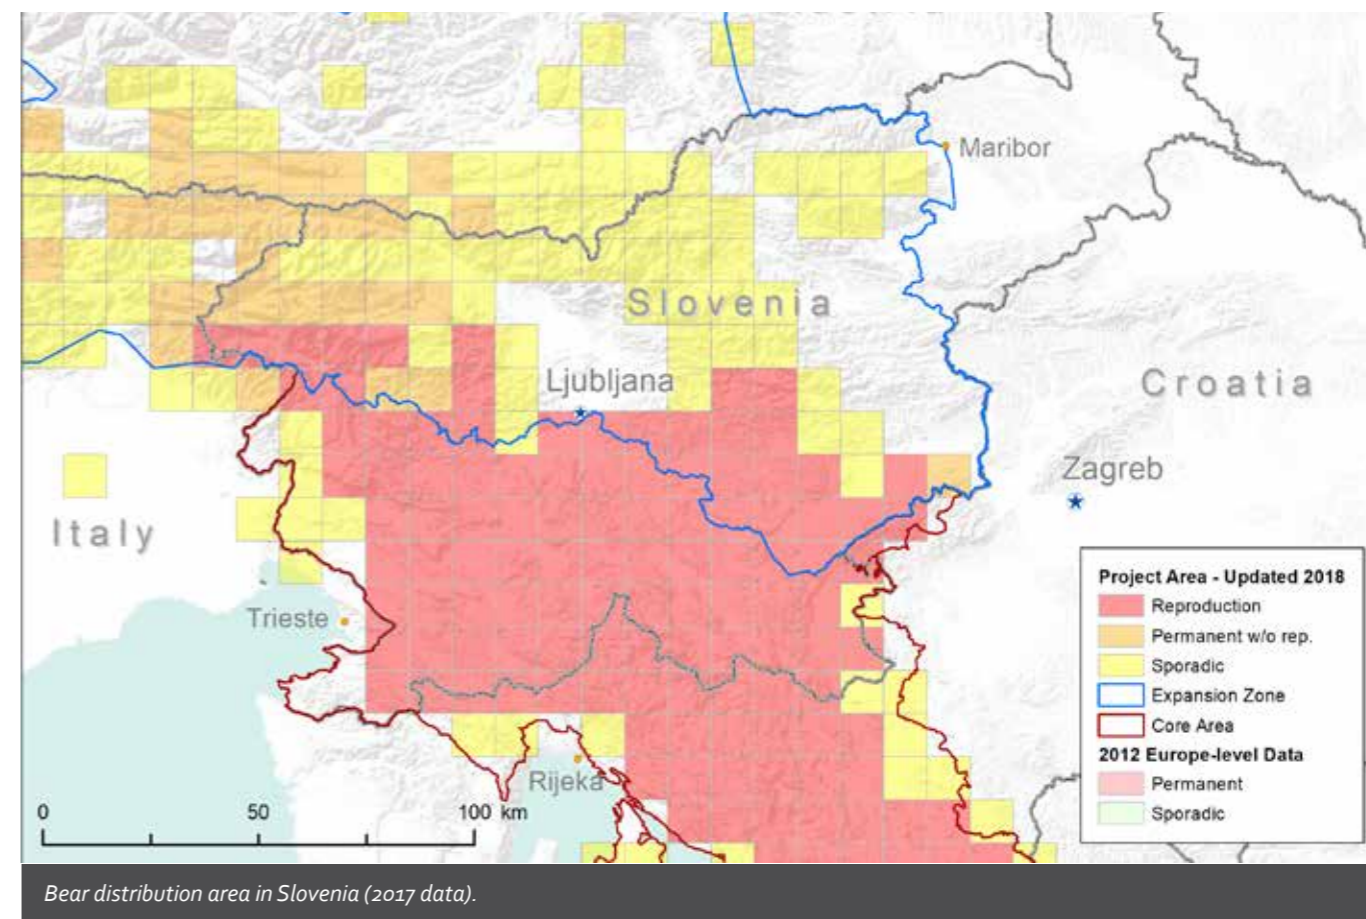 Maribor
Slovenia
Ljubljana
Croatia
Zagreb
Italy
Trieste
Rijeka
0 50 100 km
Project Area - Updated 2018
Reproduction
Permanent w/o rep.
Sporadic
Expansion Zone
Core Area
2012 Europe-level Data
Permanent
Sporadic
Bear distribution area in Slovenia (2017 data).